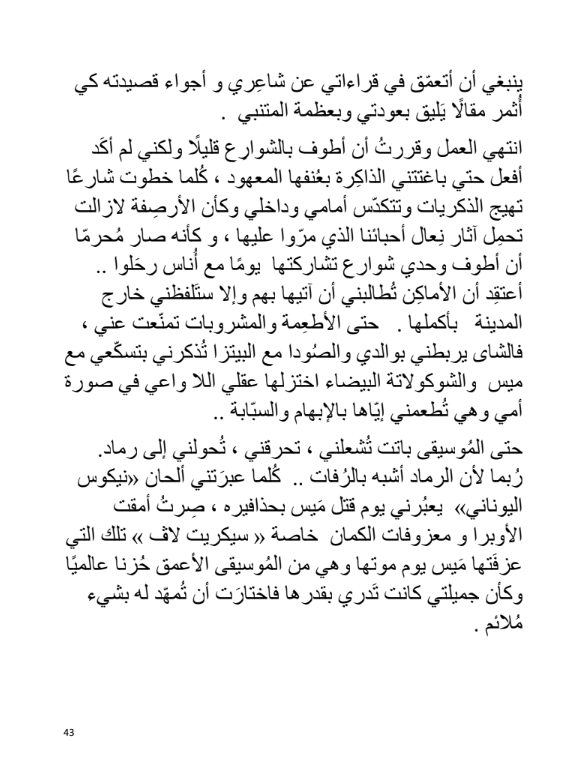 ينبغي أن أتعمّق في قراءاتي عن شاعِري و أجواء قصيدته كي
أُثمر مقالًا يَليق بعودتي وبعظمة المتنبي .
انتهي العمل وقررتُ أن أطوف بالشوارع قليلًا ولكني لم أكَد
أفعل حتي باغتتني الذاكِرة بعُنفها المعهود ، كُلما خطوت شارعًا
تهيج الذكريات وتتكدّس أمامي وداخلي وكأن الأرصِفة لازالت
تحمِل آثار نِعال أحبائنا الذي مرّوا عليها ، و كأنه صار مُحرمًا
أن أطوف وحدي شوارع تشاركتها يومًا مع أُناس رحَلوا ..
أعتقِد أن الأماكِن تُطالبني أن آتيها بهم وإلا ستَلفظني خارج
المدينة بأكملها . حتى الأطعِمة والمشروبات تمنّعت عني ،
فالشاى يربطني بوالدي والصُودا مع البيتزا تُذكرني بتسكّعي مع
ميس والشوكولاتة البيضاء اختزلها عقلي اللا واعي في صورة
أمي وهي تُطعمني إيّاها بالإبهام والسبّابة ..
حتى المُوسيقى باتت تُشعلني ، تحرقني ، تُحولني إلى رماد.
رُبما لأن الرماد أشبه بالرُفات .. كُلما عبرَتني ألحان «نيكوس
اليوناني» يعبُرني يوم قتل مَيس بحذافيره ، صِرتُ أمقت
الأوبرا و معزوفات الكمان خاصة « سيكريت لاڤ » تلك التي
عزفَتها مَيس يوم موتها وهي من المُوسيقى الأعمق حُزنا عالميًا
وكأن جميلتي كانت تَدري بقدرها فاختارَت أن تُمهّد له بشيء
مُلائم .
43